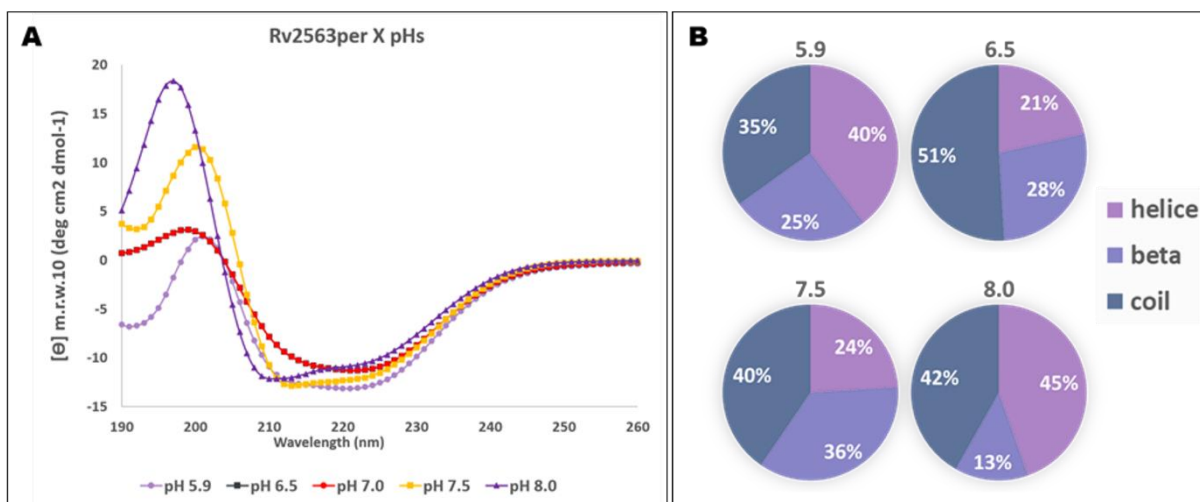 A
Rv2563per X pHs
[Θ] m.r.w.10 (deg cm2 dmol-1)
20
15
10
5
0
-5
-10
-15
190 200 210 220 230 240 250 260
Wavelength (nm)
pH 5.9 pH 6.5 pH 7.0 pH 7.5 pH 8.0
B
5.9 6.5
35% 40% 25%
21% 51% 28%
helice
beta
coil
7.5 8.0
40% 24% 36%
42% 45% 13%